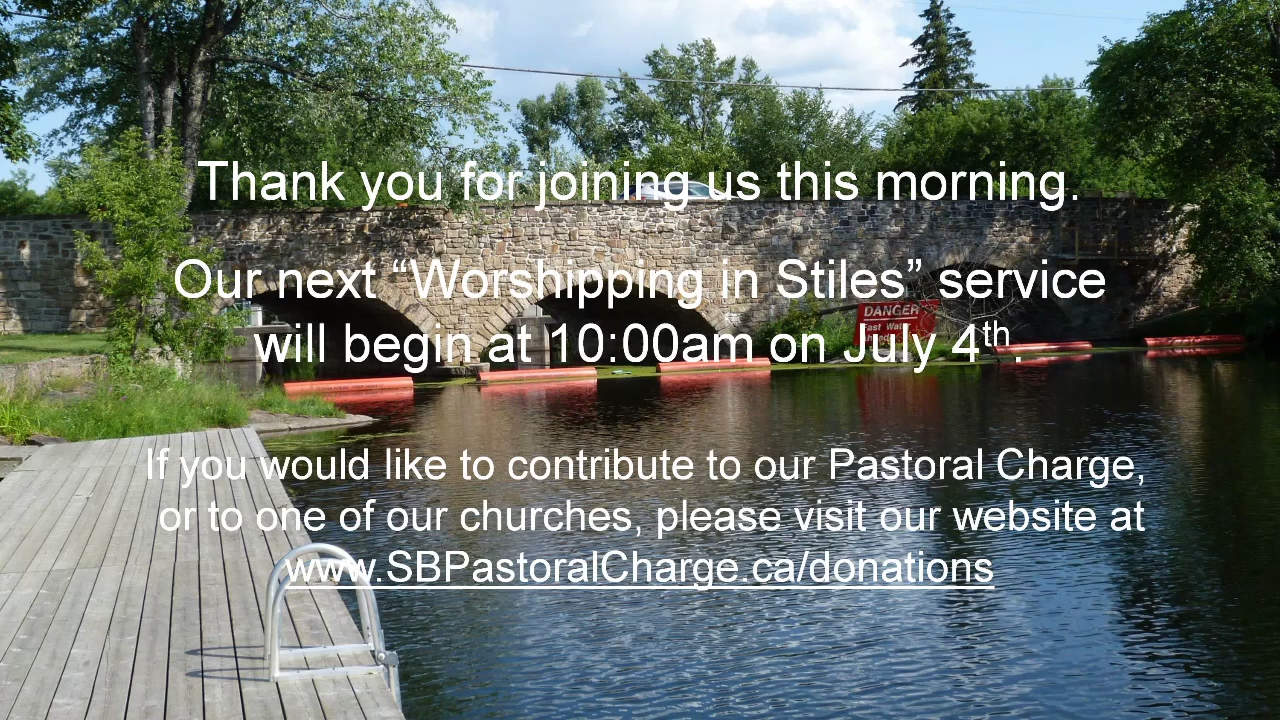 Thank you for joining us this morning.
Our next “Worshipping in Stiles” service
will begin at 10:00am on July 4th.
DANGER
Fast Water
If you would like to contribute to our Pastoral Charge,
or to one of our churches, please visit our website at
www.SBPastoralCharge.ca/donations